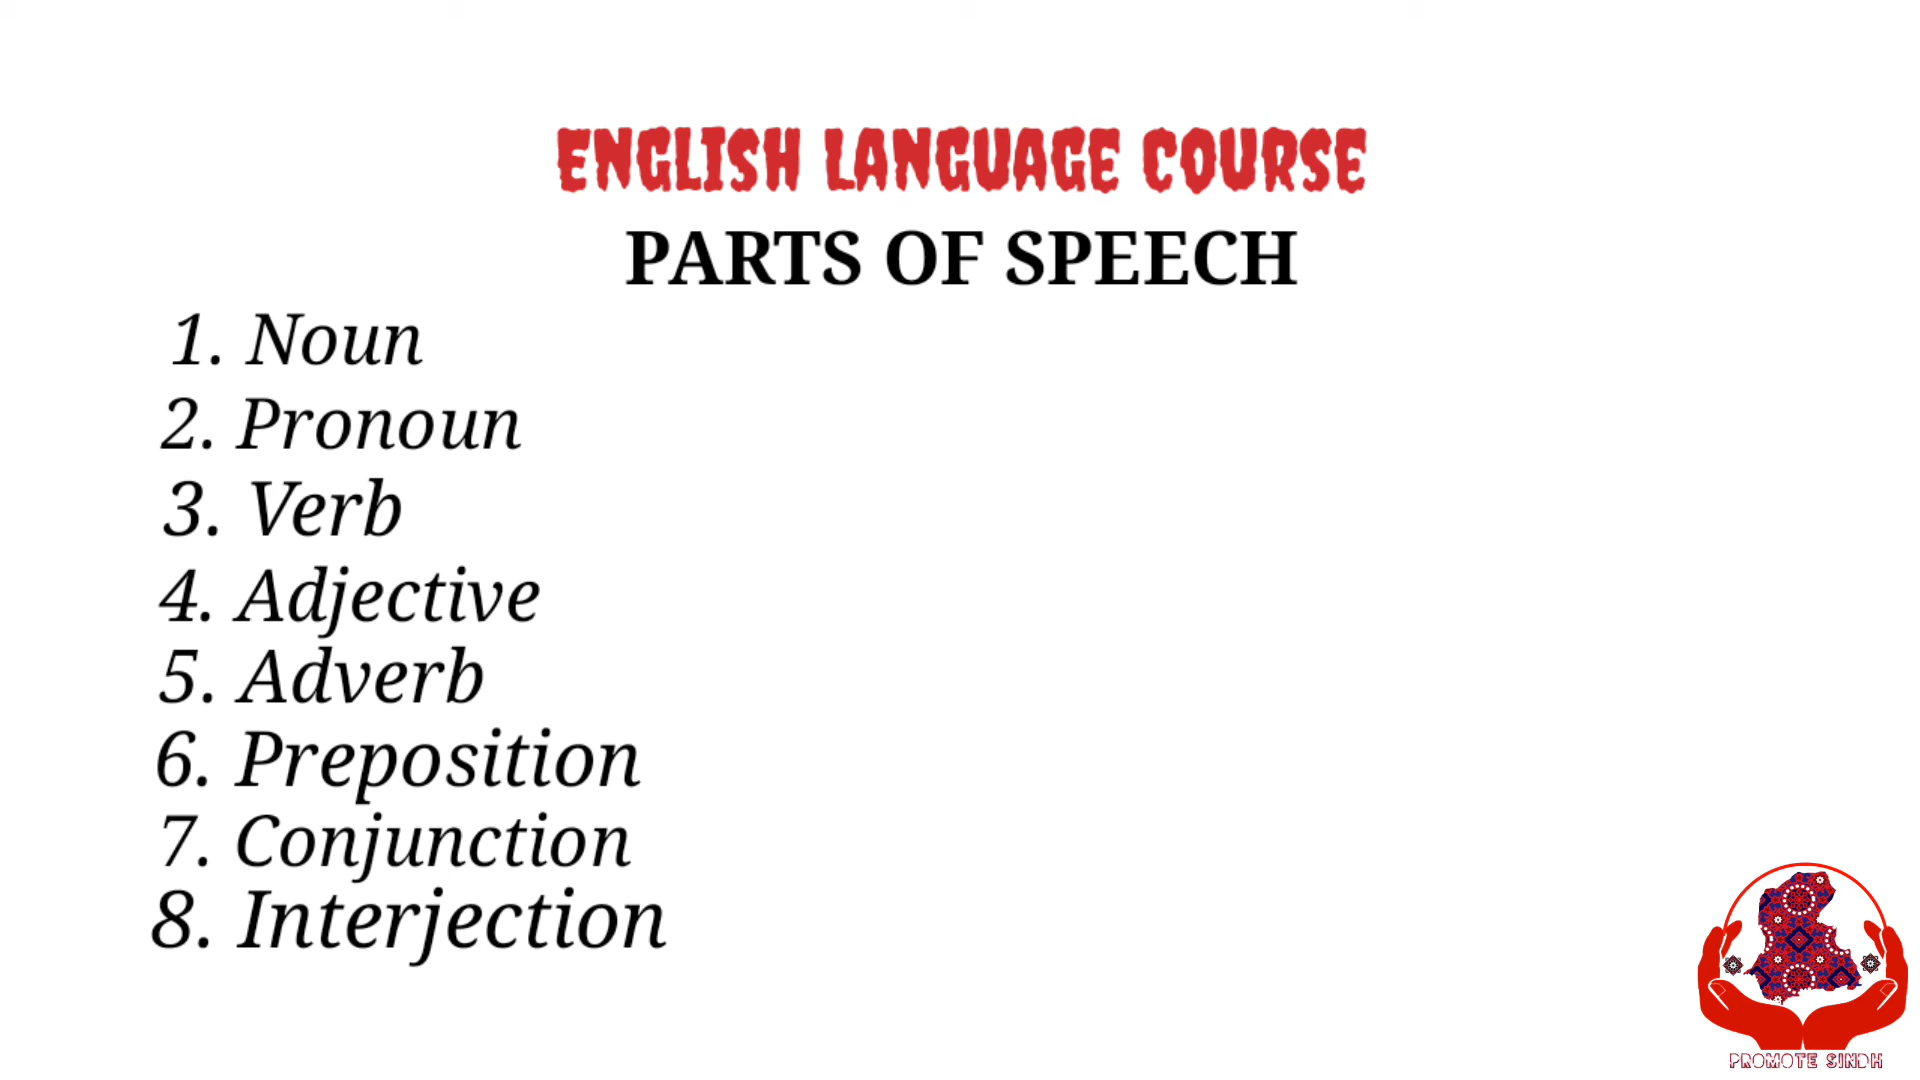 ENGLISH LANGUAGE COURSE
PARTS OF SPEECH
1. Noun
2. Pronoun
3. Verb
4. Adjective
5. Adverb
6. Preposition
7. Conjunction
8. Interjection
PROMOTE SINDH